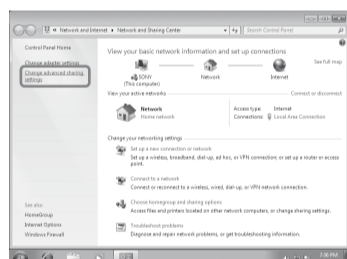 « Network and Internet ▸ Network and Sharing Center
Search Control Panel
Control Panel Home
Change adapter settings
Change advanced sharing
settings
View your basic network information and set up connections
See full map
SONY
(This computer)
Network
Internet
View your active networks
Connect or disconnect
Network
Home network
Access type: Internet
Connections: Local Area Connection
Change your networking settings
Set up a new connection or network
Set up a wireless, broadband, dial-up, ad hoc, or VPN connection; or set up a router or access
point.
Connect to a network
Connect or reconnect to a wireless, wired, dial-up, or VPN network connection.
Choose homegroup and sharing options
Access files and printers located on other network computers, or change sharing settings.
Troubleshoot problems
Diagnose and repair network problems, or get troubleshooting information.
See also
HomeGroup
Internet Options
Windows Firewall
7:36 PM